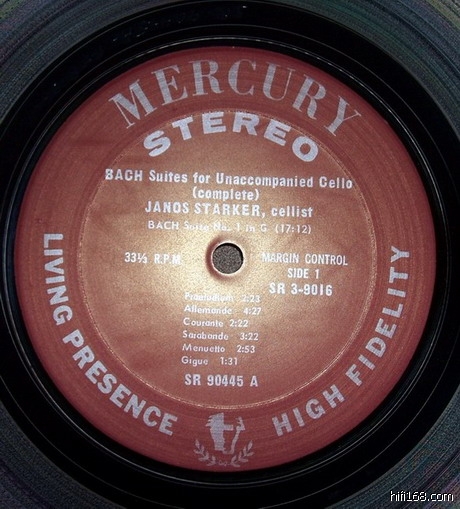 MERCURY
STEREO
BACH Suites for Unaccompanied Cello
(complete)
JANOS STARKER, cellist
BACH Suite No. 1 in G (17:12)
33⅓ R.P.M.
MARGIN CONTROL
SIDE 1
SR 3-9016
Praeludium 2:23
Allemande 4:27
Courante 2:22
Sarabande 3:22
Menuetto 2:53
Gigue 1:31
SR 90445 A
LIVING PRESENCE
HIGH FIDELITY
hifi168.com